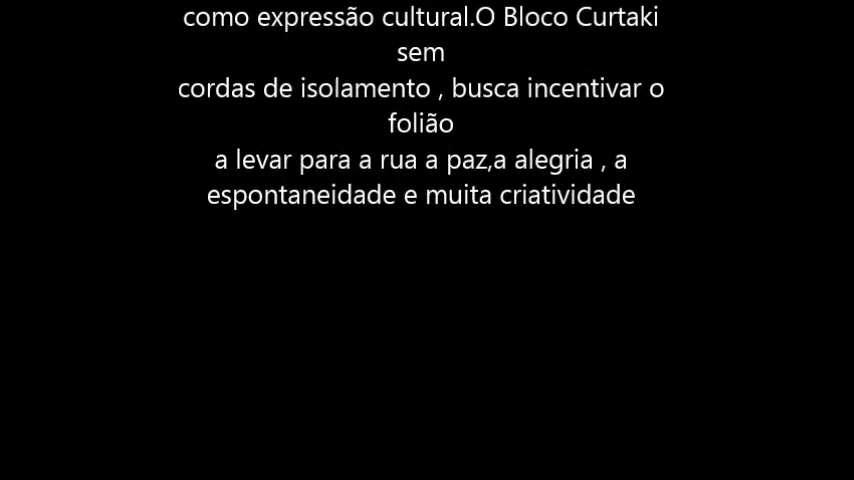 como expressão cultural.O Bloco Curtaki
sem
cordas de isolamento , busca incentivar o
folião
a levar para a rua a paz,a alegria , a
espontaneidade e muita criatividade